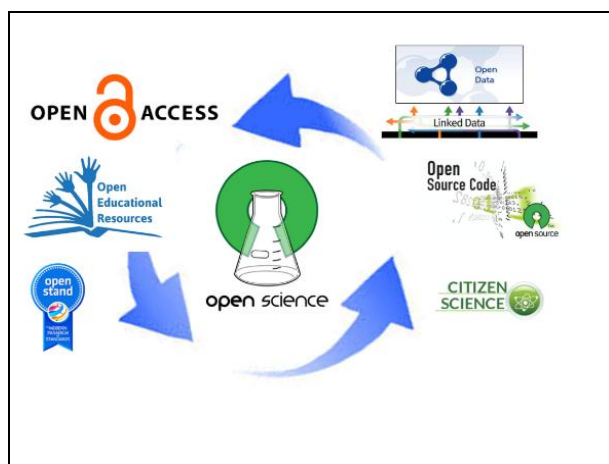 OPEN ACCESS
Open
Data
Linked Data
Open
Educational
Resources
Open
Source Code
open source
open science
open
stand
CITIZEN
SCIENCE